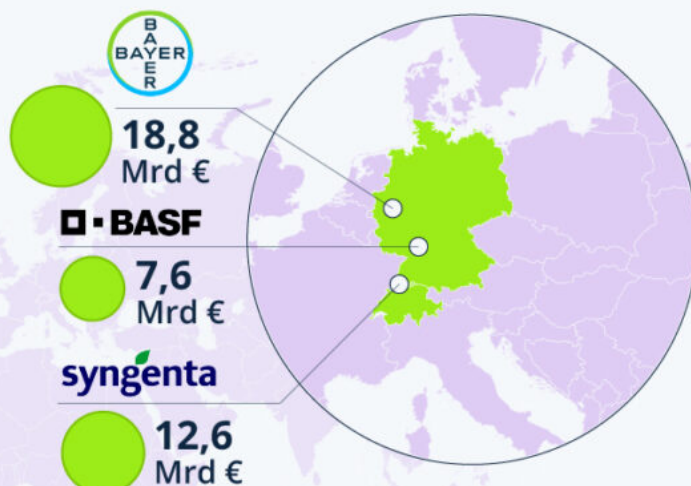 BAYER
BAYER
18,8
Mrd €
BASF
7,6
Mrd €
syngenta
12,6
Mrd €